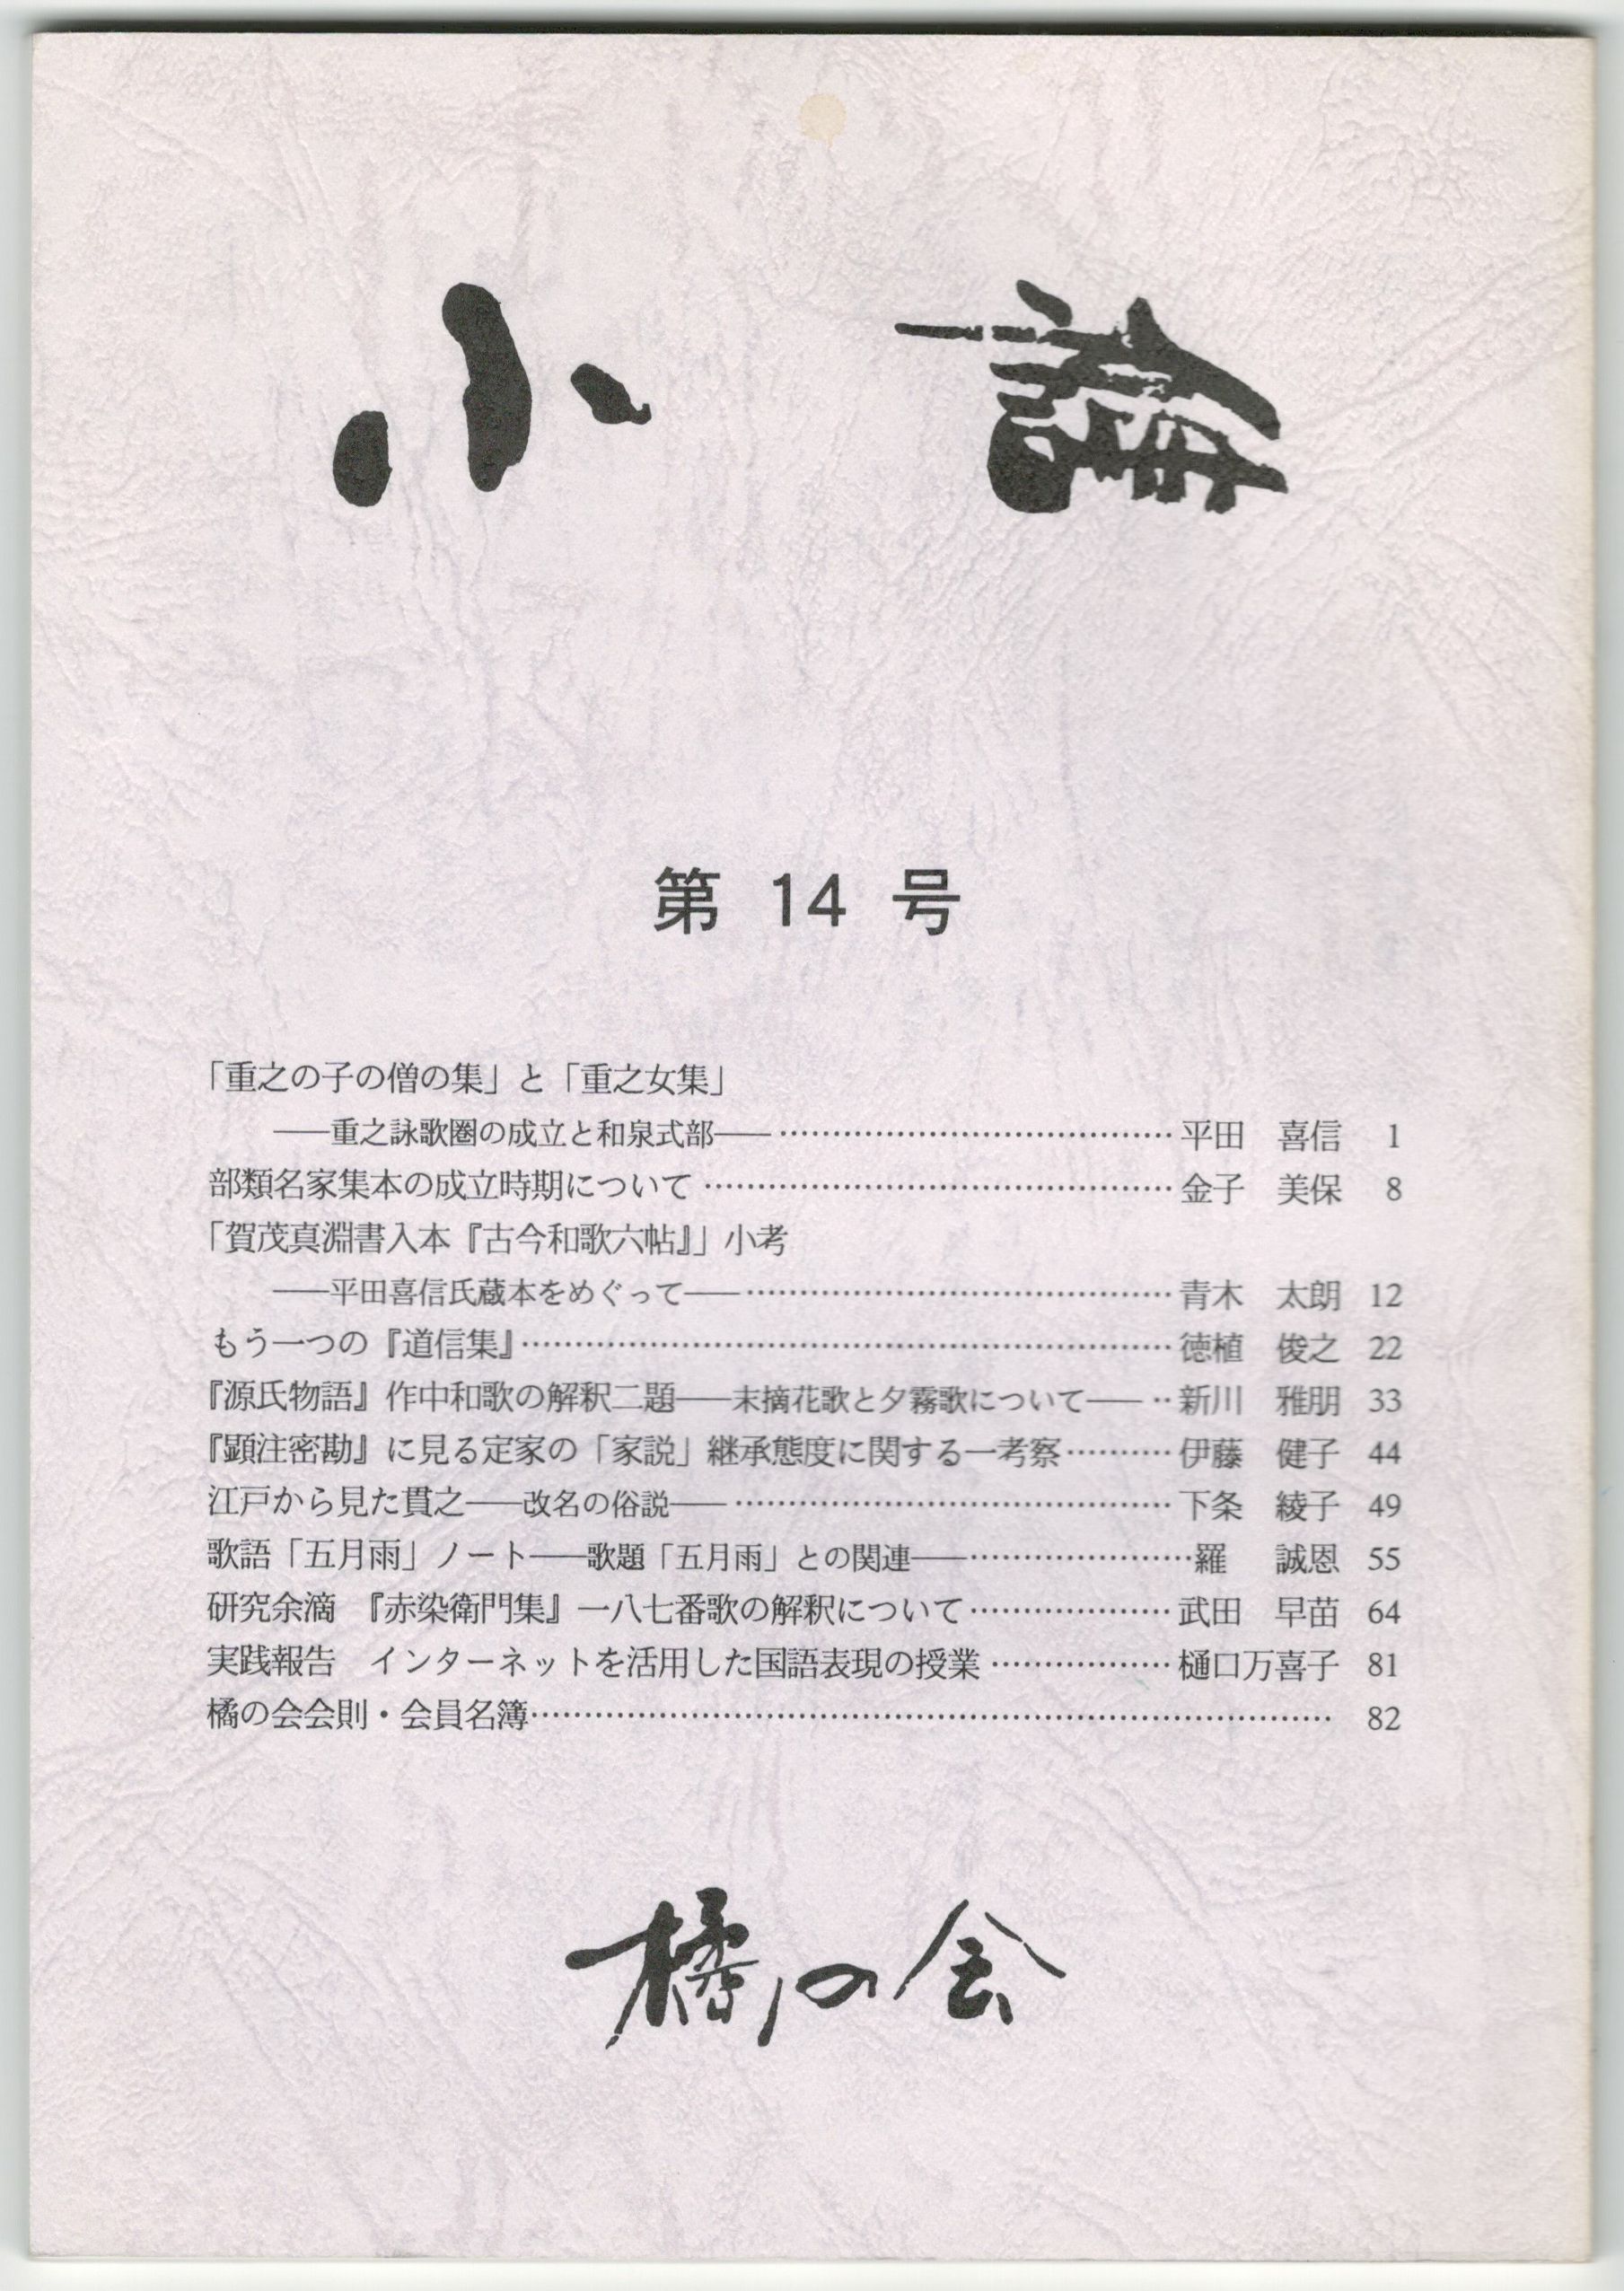 小
第 14 号
「重之の子の僧の集」と「重之女集」
――重之詠歌圏の成立と和泉式部―― …… 平田 喜信 1
部類名家集本の成立時期について …… 金子 美保 8
「賀茂真淵書入本『古今和歌六帖』」小考
――平田喜信氏蔵本をめぐって―― …… 青木 太朗 12
もう一つの『道信集』 …… 徳植 俊之 22
『源氏物語』作中和歌の解釈二題――末摘花歌と夕霧歌について―― ‥ 新川 雅朋 33
『顕注密勘』に見る定家の「家説」継承態度に関する一考察 …… 伊藤 健子 44
江戸から見た貫之――改名の俗説―― …… 下条 綾子 49
歌語「五月雨」ノート――歌題「五月雨」との関連―― …… 羅 誠恩 55
研究余滴 『赤染衛門集』一八七番歌の解釈について …… 武田 早苗 64
実践報告 インターネットを活用した国語表現の授業 …… 樋口万喜子 81
橘の会会則・会員名簿 …… 82
橘の会